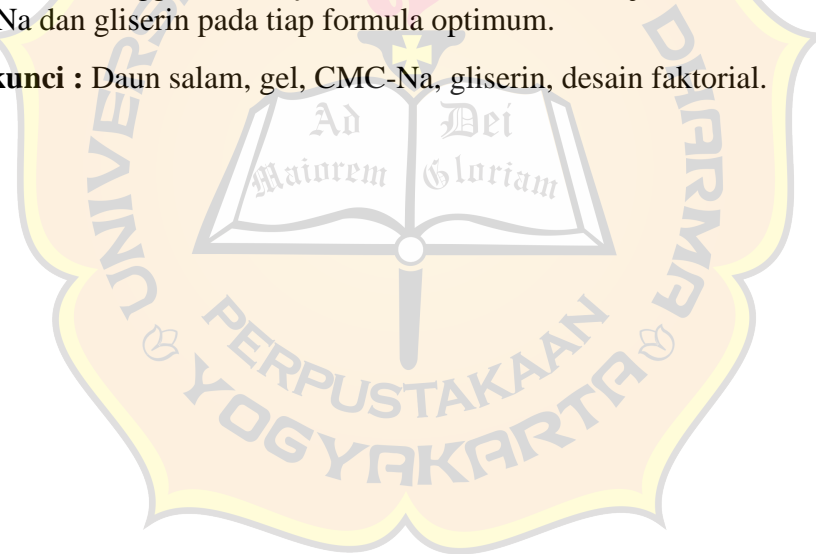 Na dan gliserin pada tiap formula optimum.
kunci : Daun salam, gel, CMC-Na, gliserin, desain faktorial.
Ad Dei
Maiorem Gloriam
PERPUSTAKAAN
YOGYAKARTA